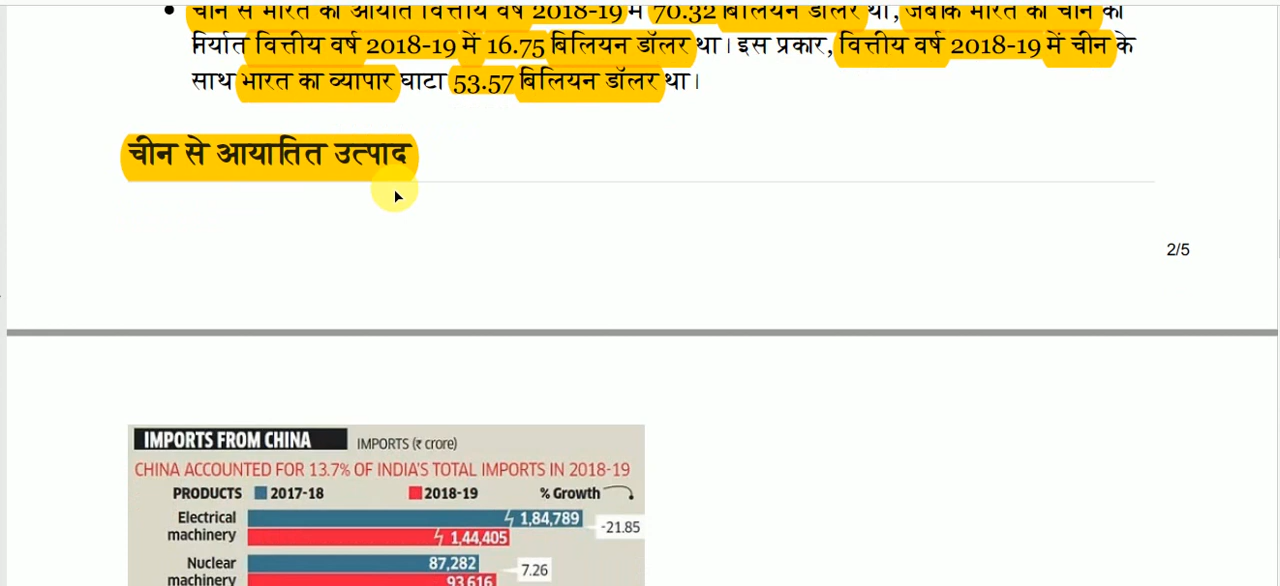 चीन से भारत का आयात वित्तीय वर्ष 2018-19 में 70.32 बिलियन डॉलर था, जबकि भारत का चीन को
निर्यात वित्तीय वर्ष 2018-19 में 16.75 बिलियन डॉलर था। इस प्रकार, वित्तीय वर्ष 2018-19 में चीन के
साथ भारत का व्यापार घाटा 53.57 बिलियन डॉलर था।
चीन से आयातित उत्पाद
2/5
IMPORTS FROM CHINA IMPORTS (₹ crore)
CHINA ACCOUNTED FOR 13.7% OF INDIA'S TOTAL IMPORTS IN 2018-19
PRODUCTS 2017-18 2018-19 % Growth
Electrical machinery 1,84,789 1,44,405 -21.85
Nuclear machinery 87,282 93,616 7.26